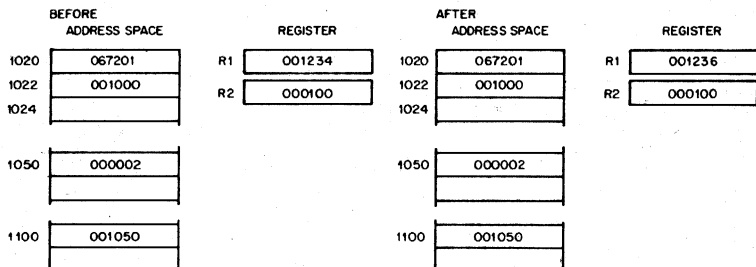 BEFORE
ADDRESS SPACE REGISTER
1020 067201 R1 001234
1022 001000 R2 000100
1024
1050 000002
1100 001050
AFTER
ADDRESS SPACE REGISTER
1020 067201 R1 001236
1022 001000 R2 000100
1024
1050 000002
1100 001050